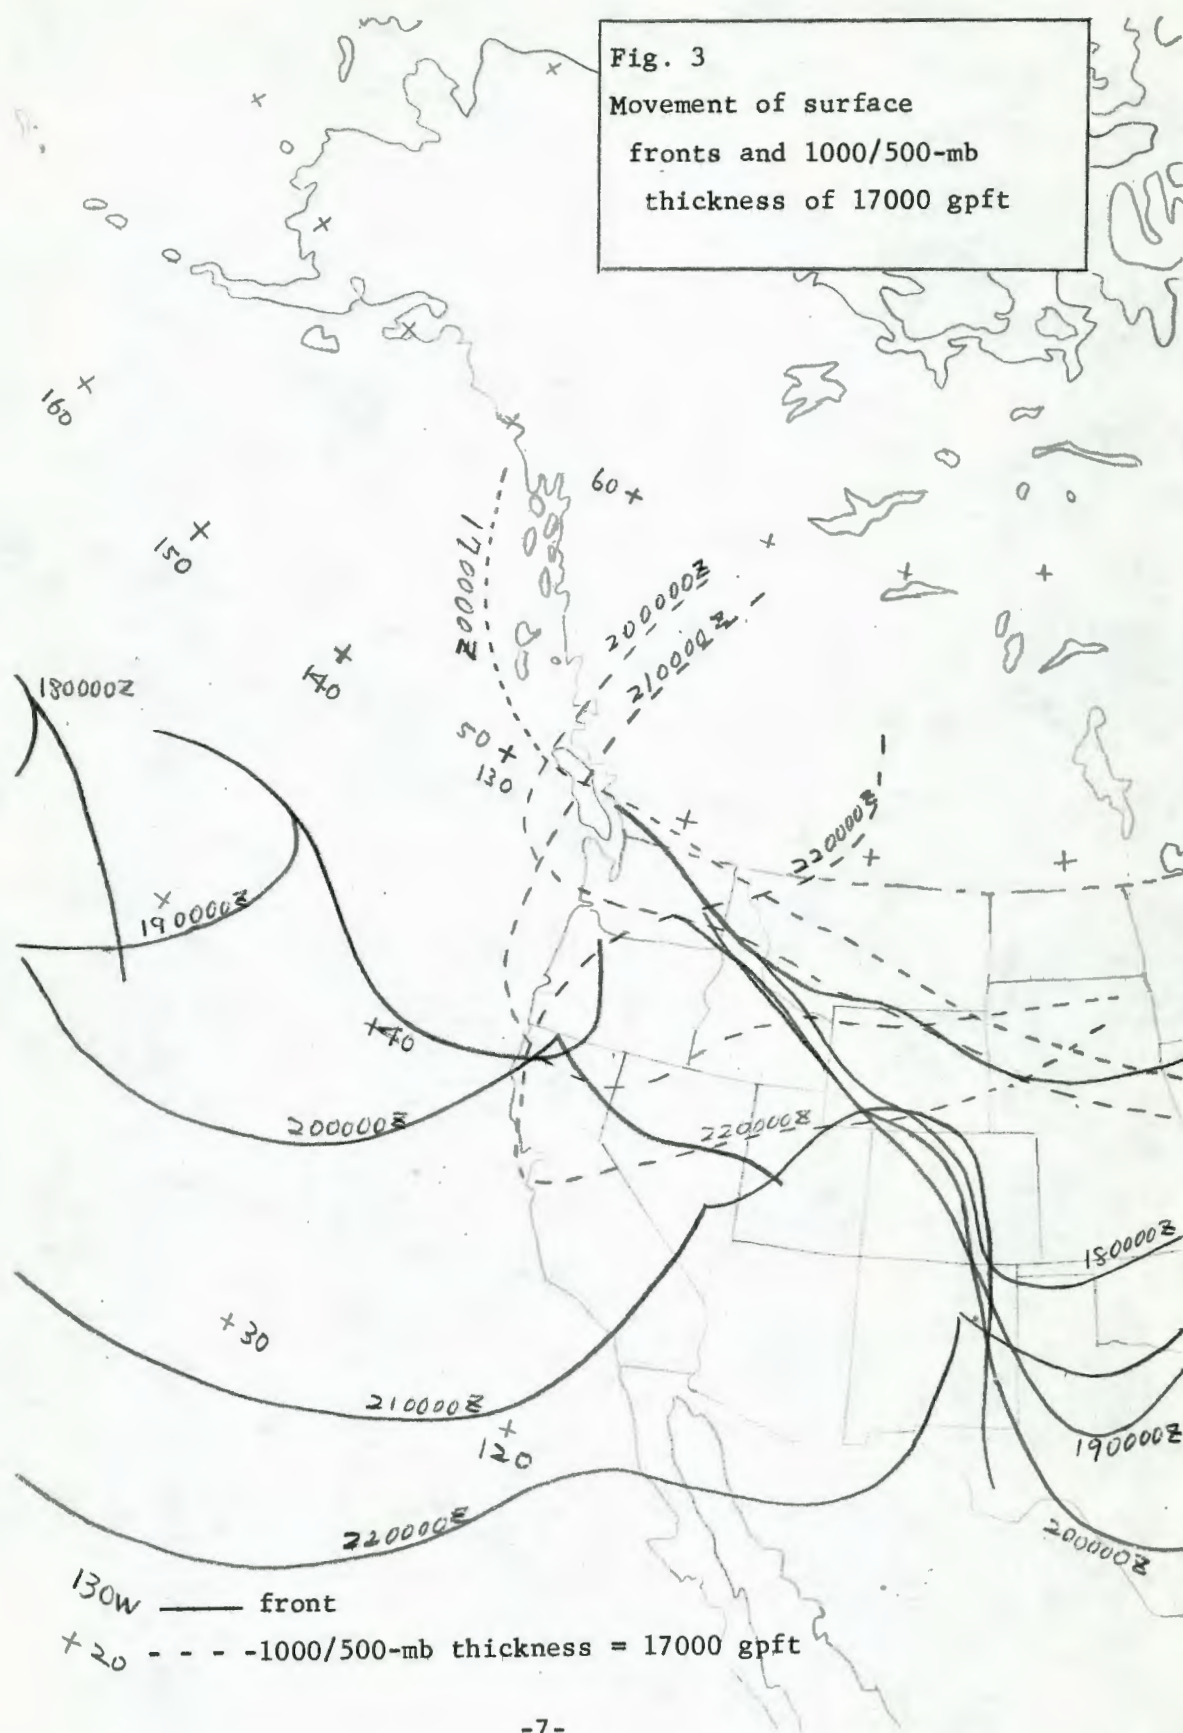 Fig. 3
Movement of surface
fronts and 1000/500-mb
thickness of 17000 gpft
160
60
150
170000Z
200000Z
210000Z
140
180000Z
50
130
220000Z
190000Z
40
200000Z
220000Z
180000Z
30
210000Z
120
190000Z
220000Z
200000Z
130W
front
20
1000/500-mb thickness = 17000 gpft
-7-